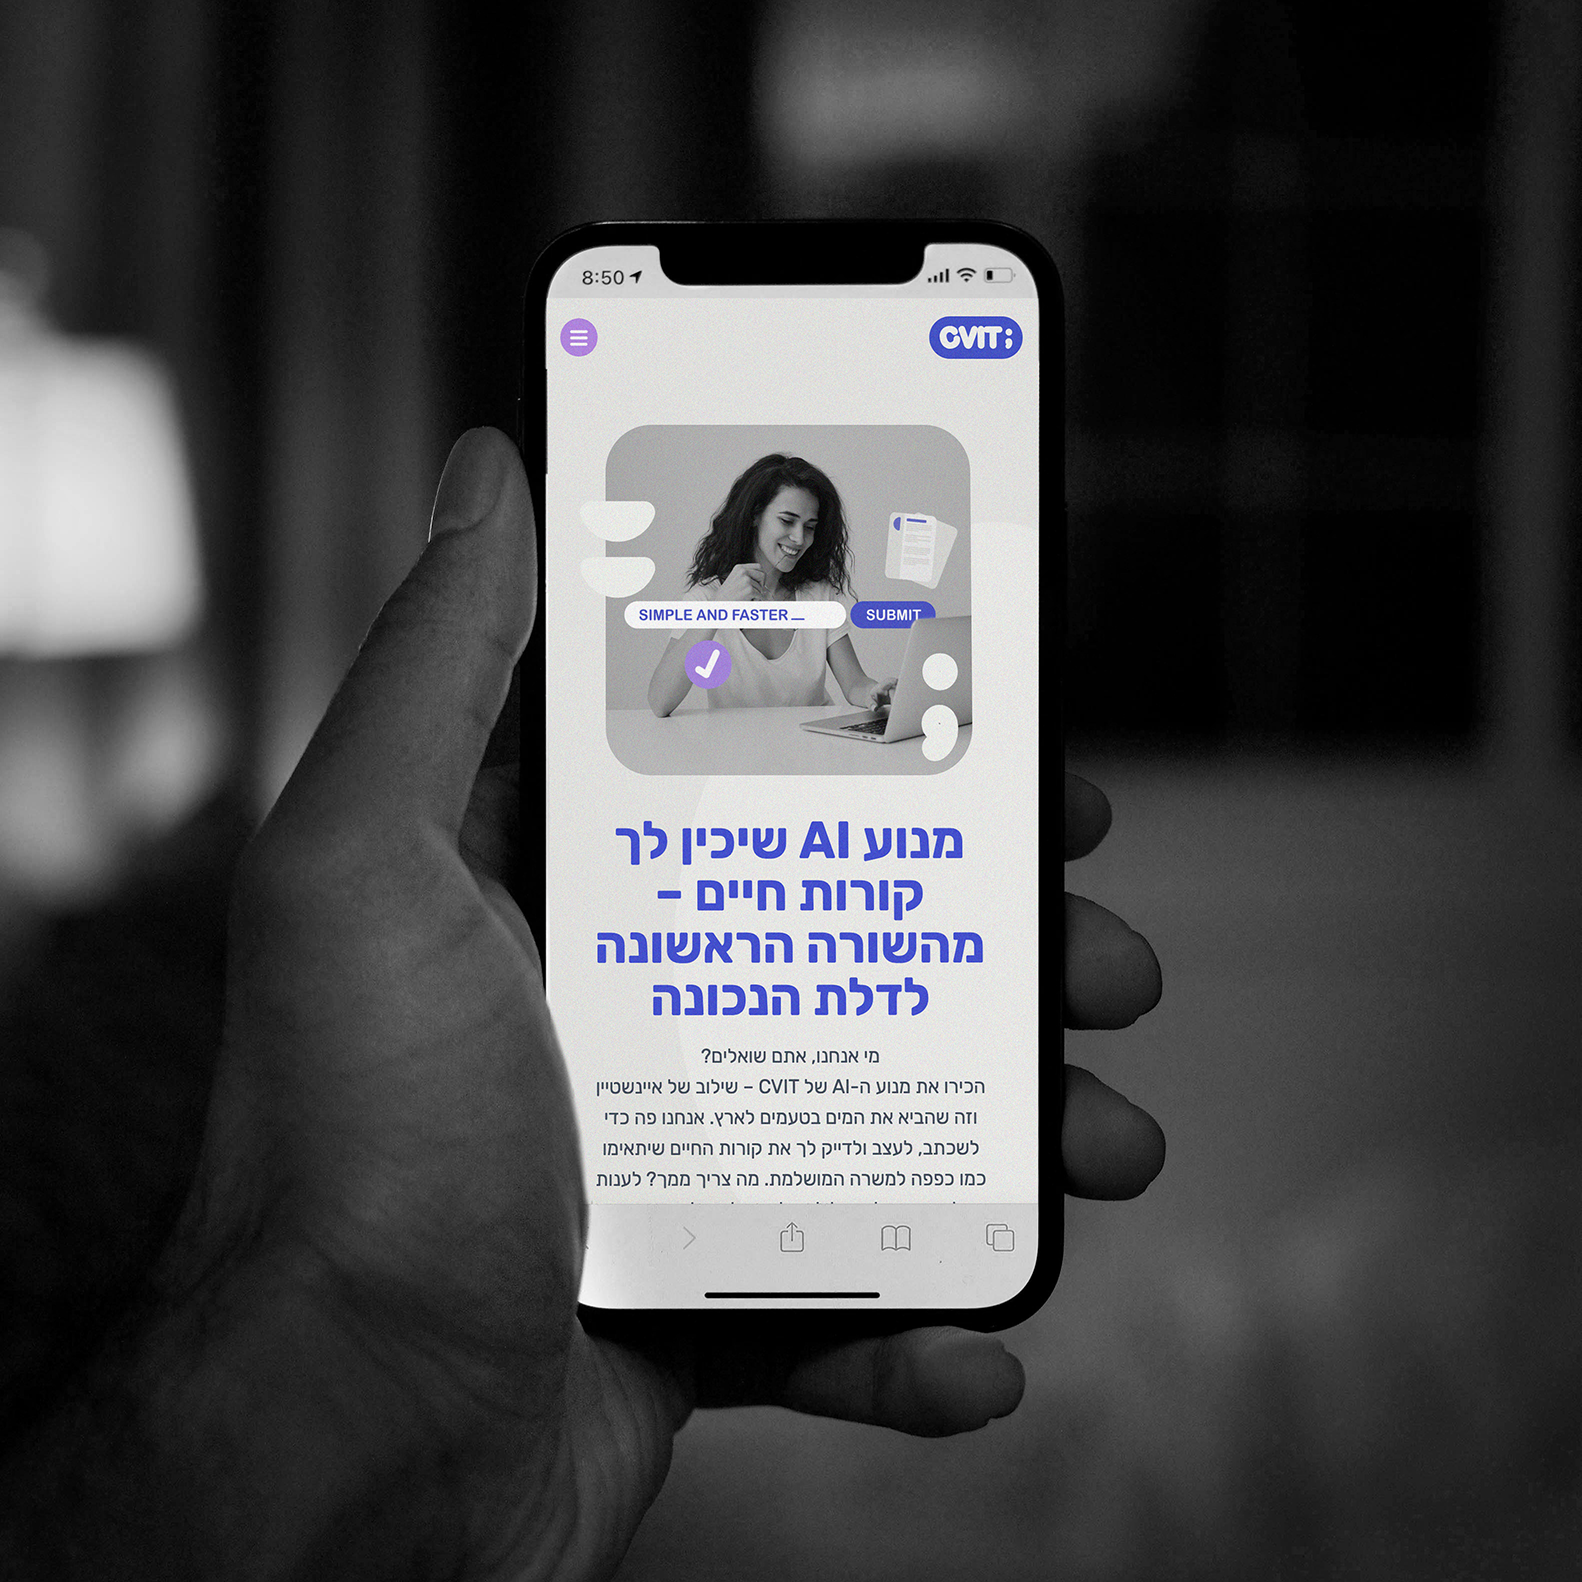 8:50
CVIT;
SIMPLE AND FASTER_
SUBMIT
מנוע AI שיכין לך
קורות חיים –
מהשורה הראשונה
לדלת הנכונה
מי אנחנו, אתם שואלים?
הכירו את מנוע ה-AI של CVIT – שילוב של איינשטיין
וזה שהביא את המים בטעמים לארץ. אנחנו פה כדי
לשכתב, לעצב ולדייק לך את קורות החיים שיתאימו
כמו כפפה למשרה המושלמת. מה צריך ממך? לענות